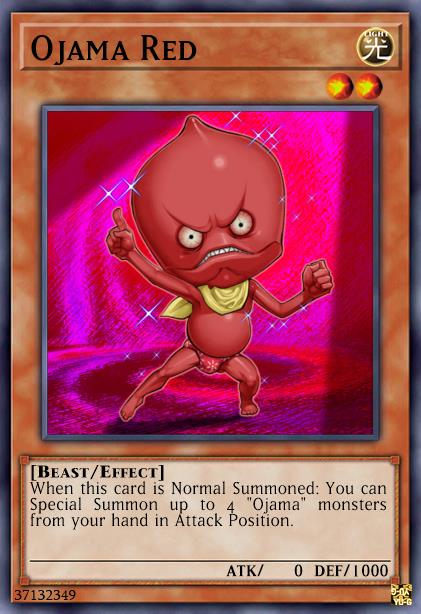 Ojama Red
LIGHT
光
[Beast/Effect]
When this card is Normal Summoned: You can
Special Summon up to 4 "Ojama" monsters
from your hand in Attack Position.
ATK/ 0 DEF/1000
37132349